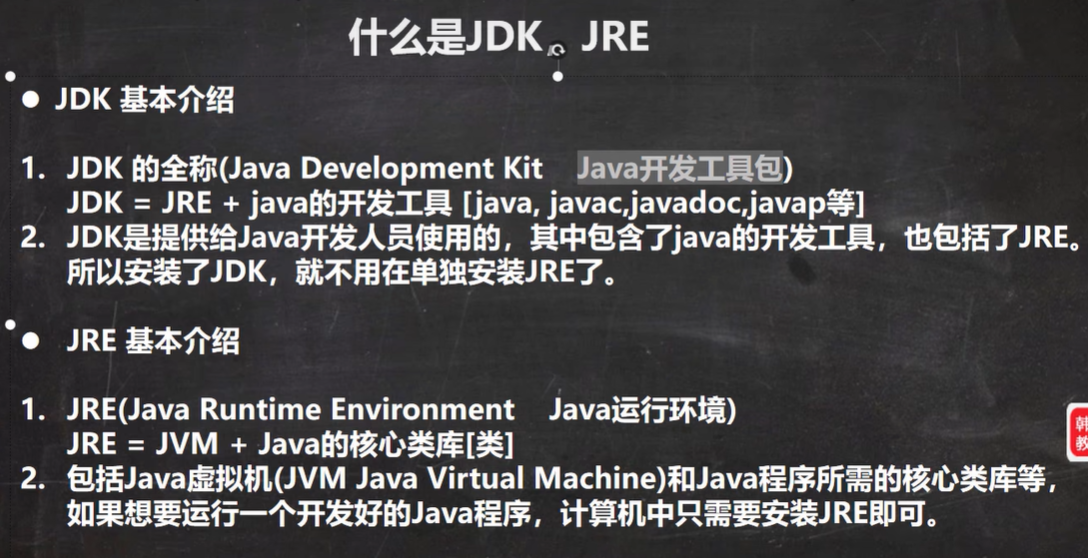 什么是JDK、JRE
● JDK 基本介绍
1. JDK 的全称(Java Development Kit Java开发工具包)
JDK = JRE + java的开发工具 [java, javac,javadoc,javap等]
2. JDK是提供给Java开发人员使用的，其中包含了java的开发工具，也包括了JRE。
所以安装了JDK，就不用在单独安装JRE了。
● JRE 基本介绍
1. JRE(Java Runtime Environment Java运行环境)
JRE = JVM + Java的核心类库[类]
2. 包括Java虚拟机(JVM Java Virtual Machine)和Java程序所需的核心类库等，
如果想要运行一个开发好的Java程序，计算机中只需要安装JRE即可。
韩
教